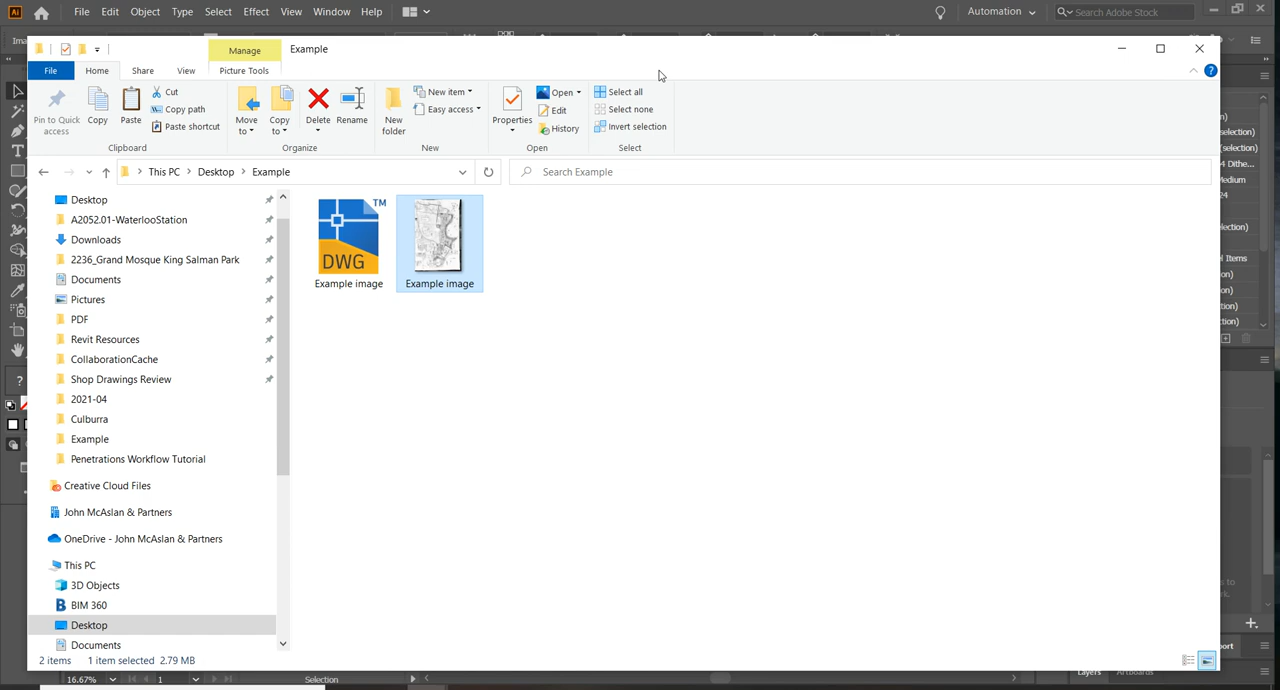 Ai File Edit Object Type Select Effect View Window Help Automation Search Adobe Stock
Manage Example
File Home Share View Picture Tools
Pin to Quick access
Copy
Paste
Cut
Copy path
Paste shortcut
Clipboard
Move to
Copy to
Delete
Rename
Organize
New folder
New item
Easy access
New
Properties
Open
Edit
History
Open
Select all
Select none
Invert selection
Select
This PC Desktop Example
Search Example
Desktop
A2052.01-WaterlooStation
Downloads
2236_Grand Mosque King Salman Park
Documents
Pictures
PDF
Revit Resources
CollaborationCache
Shop Drawings Review
2021-04
Culburra
Example
Penetrations Workflow Tutorial
Creative Cloud Files
John McAslan & Partners
OneDrive - John McAslan & Partners
This PC
3D Objects
BIM 360
Desktop
Documents
TM
DWG
Example image
Example image
2 items 1 item selected 2.79 MB
selection)
(selection)
16.67% 1 Selection
Layers Artboards